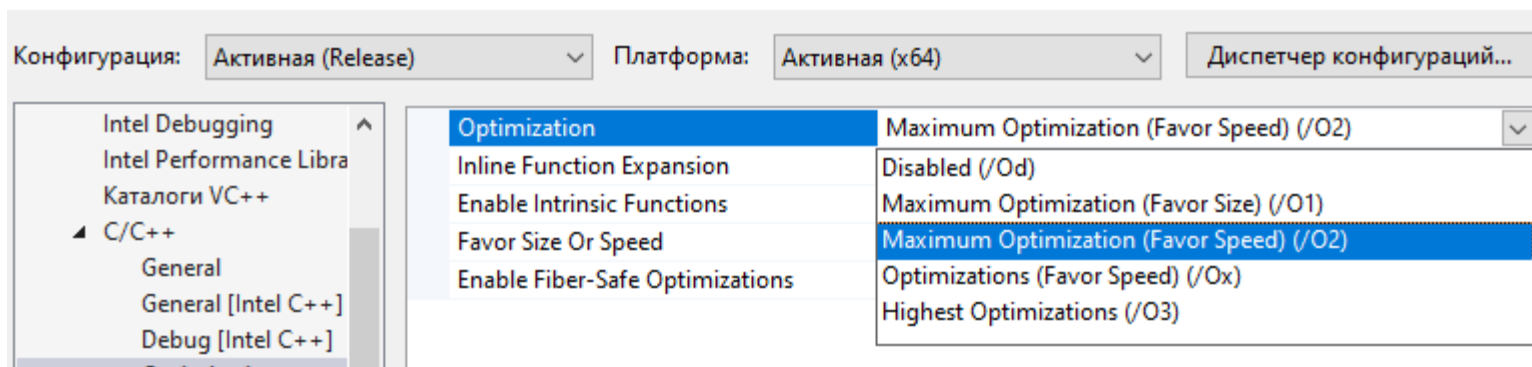 Конфигурация: Активная (Release) Платформа: Активная (x64) Диспетчер конфигураций...
Intel Debugging
Intel Performance Libra
Каталоги VC++
C/C++
General
General [Intel C++]
Debug [Intel C++]
Optimization Maximum Optimization (Favor Speed) (/O2)
Inline Function Expansion
Enable Intrinsic Functions
Favor Size Or Speed
Enable Fiber-Safe Optimizations
Disabled (/Od)
Maximum Optimization (Favor Size) (/O1)
Maximum Optimization (Favor Speed) (/O2)
Optimizations (Favor Speed) (/Ox)
Highest Optimizations (/O3)